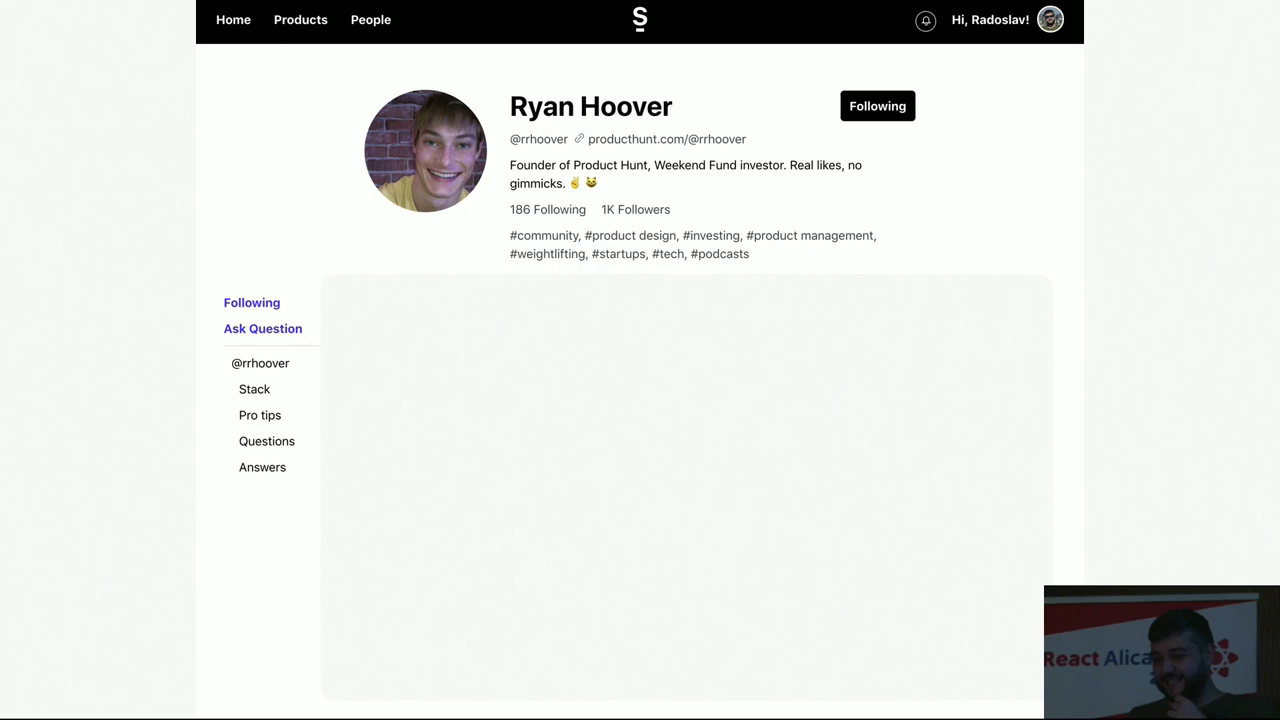 Home Products People S Hi, Radoslav!
Ryan Hoover
Following
@rrhoover producthunt.com/@rrhoover
Founder of Product Hunt, Weekend Fund investor. Real likes, no
gimmicks. ✌️ 😺
186 Following 1K Followers
#community, #product design, #investing, #product management,
#weightlifting, #startups, #tech, #podcasts
Following
Ask Question
@rrhoover
Stack
Pro tips
Questions
Answers
React Alica